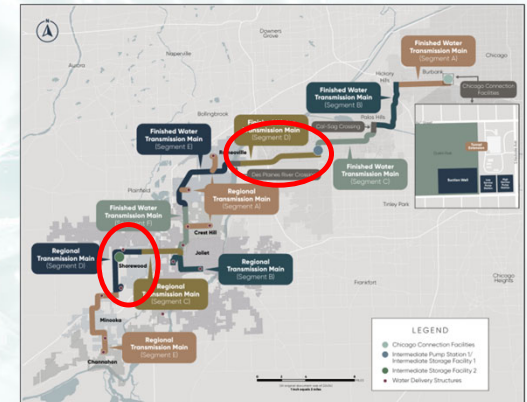 N
Downers
Grove
Naperville
Aurora
Chicago
Finished Water
Transmission Main
(Segment A)
Hickory
Hills
Burbank
Chicago Connection
Facilities
Finished Water
Transmission Main
(Segment B)
Bolingbrook
Palos Hills
Cal-Sag Crossing
Finished Water
Transmission Main
(Segment E)
Transmission Main
(Segment D)
Des Plaines River Crossing
Finished Water
Transmission Main
(Segment C)
Regional
Transmission Main
(Segment A)
Plainfield
Tinley Park
Finished Water
Transmission Main
Crest Hill
Regional
Transmission Main
(Segment D)
Shorewood
Joliet
Regional
Transmission Main
(Segment B)
Regional
Transmission Main
(Segment C)
Frankfort
Chicago
Heights
Minooka
Regional
Transmission Main
(Segment E)
Channahon
LEGEND
Chicago Connection Facilities
Intermediate Pump Station 1/
Intermediate Storage Facility 1
Intermediate Storage Facility 2
Water Delivery Structures